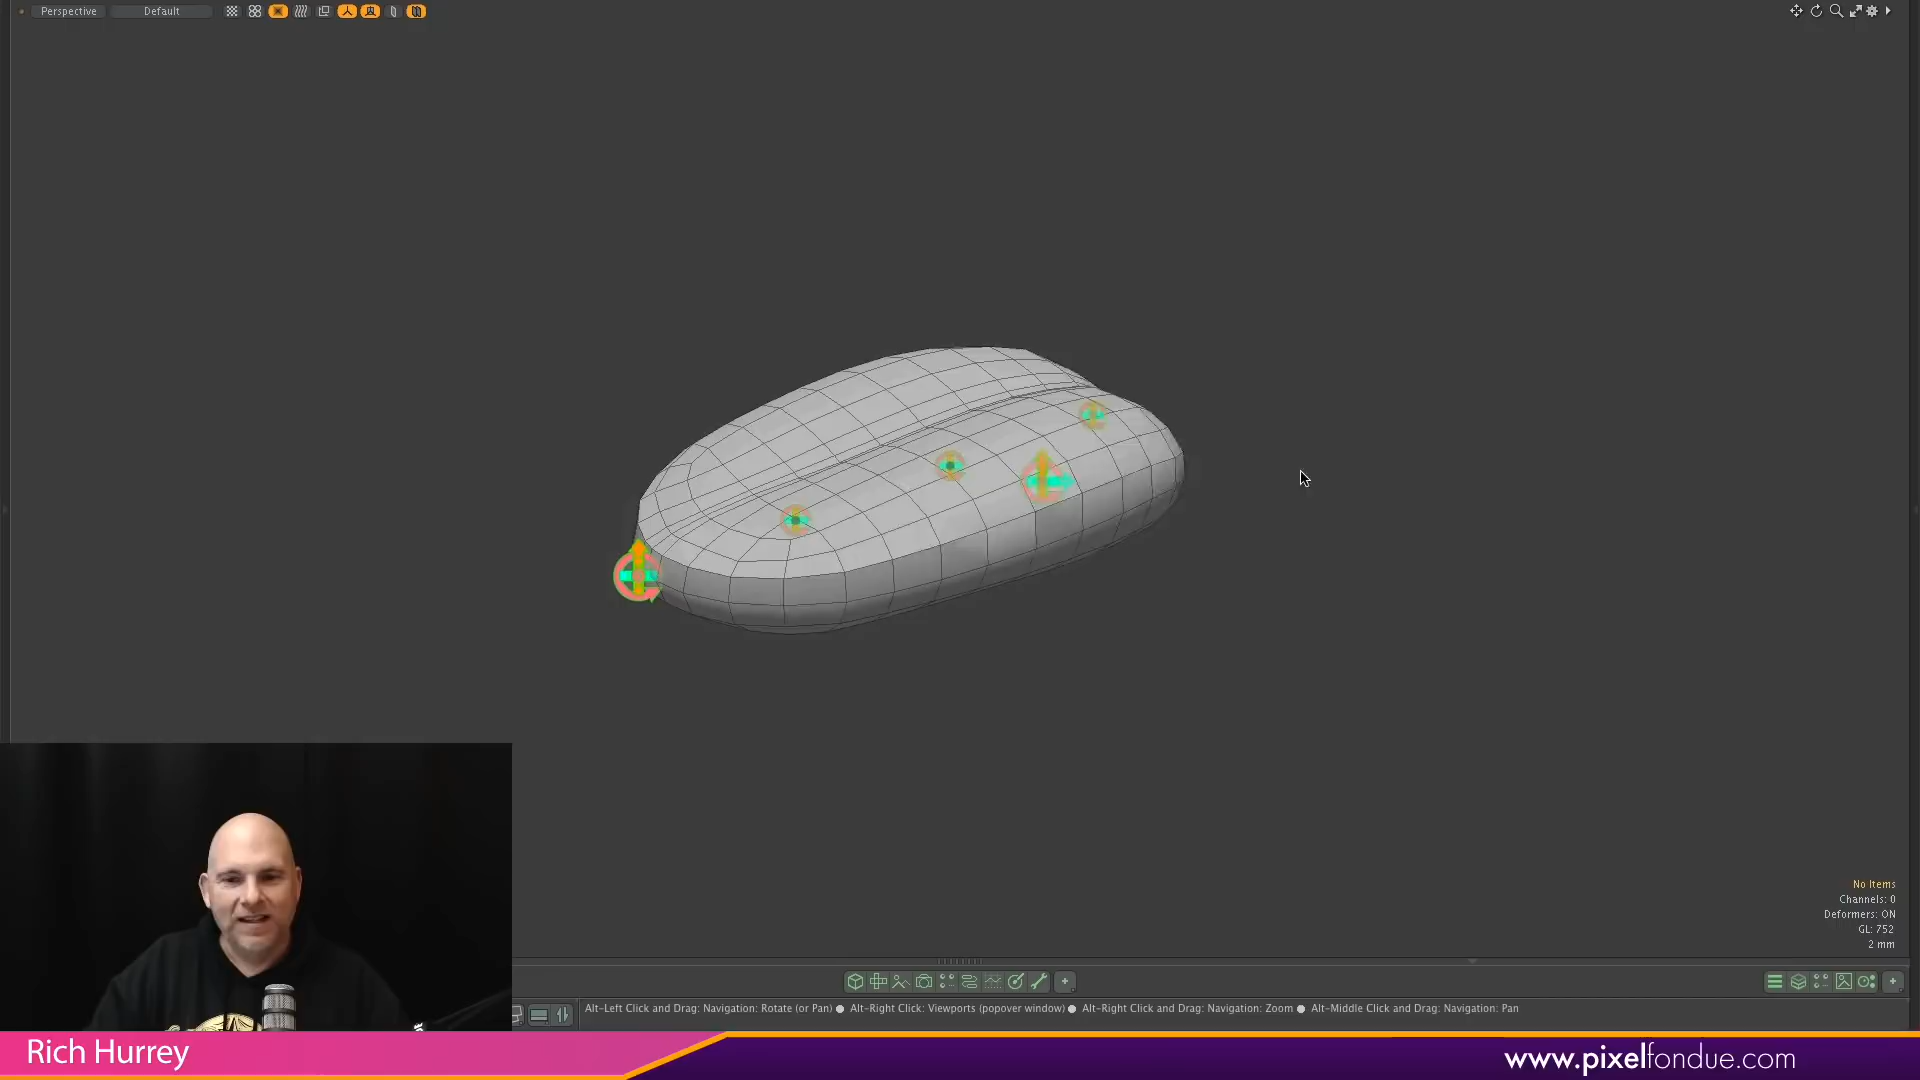 Perspective
Default
No Items
Channels: 0
Deformers: ON
GL: 752
2 mm
Alt-Left Click and Drag: Navigation: Rotate (or Pan) ● Alt-Right Click: Viewports (popover window) ● Alt-Right Click and Drag: Navigation: Zoom ● Alt-Middle Click and Drag: Navigation: Pan
Rich Hurrey
www.pixelfondue.com